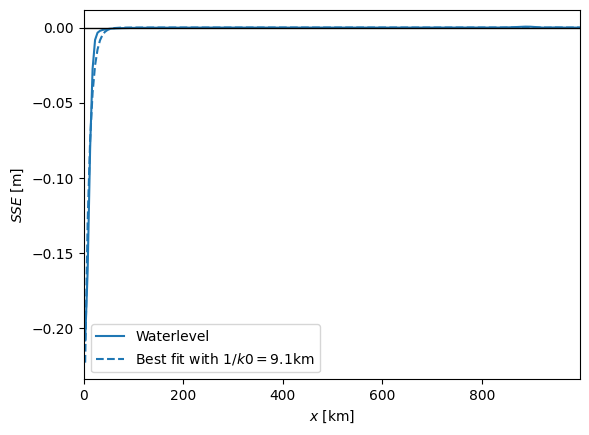 0.00
−0.05
−0.10
−0.15
−0.20
SSE [m]
Waterlevel
Best fit with 1/k0 = 9.1km
0 200 400 600 800
x [km]